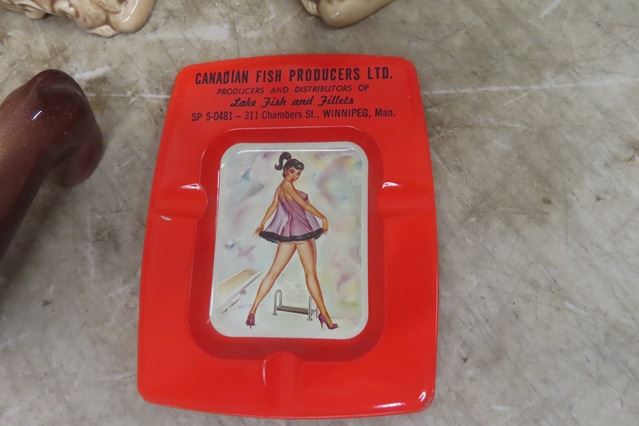 CANADIAN FISH PRODUCERS LTD.
PRODUCERS AND DISTRIBUTORS OF
Lake Fish and Fillets
SP 5-0481 – 311 Chambers St., WINNIPEG, Man.